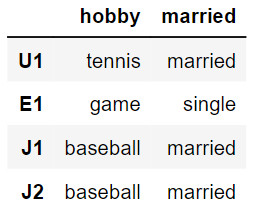 hobby married
U1 tennis married
E1 game single
J1 baseball married
J2 baseball married